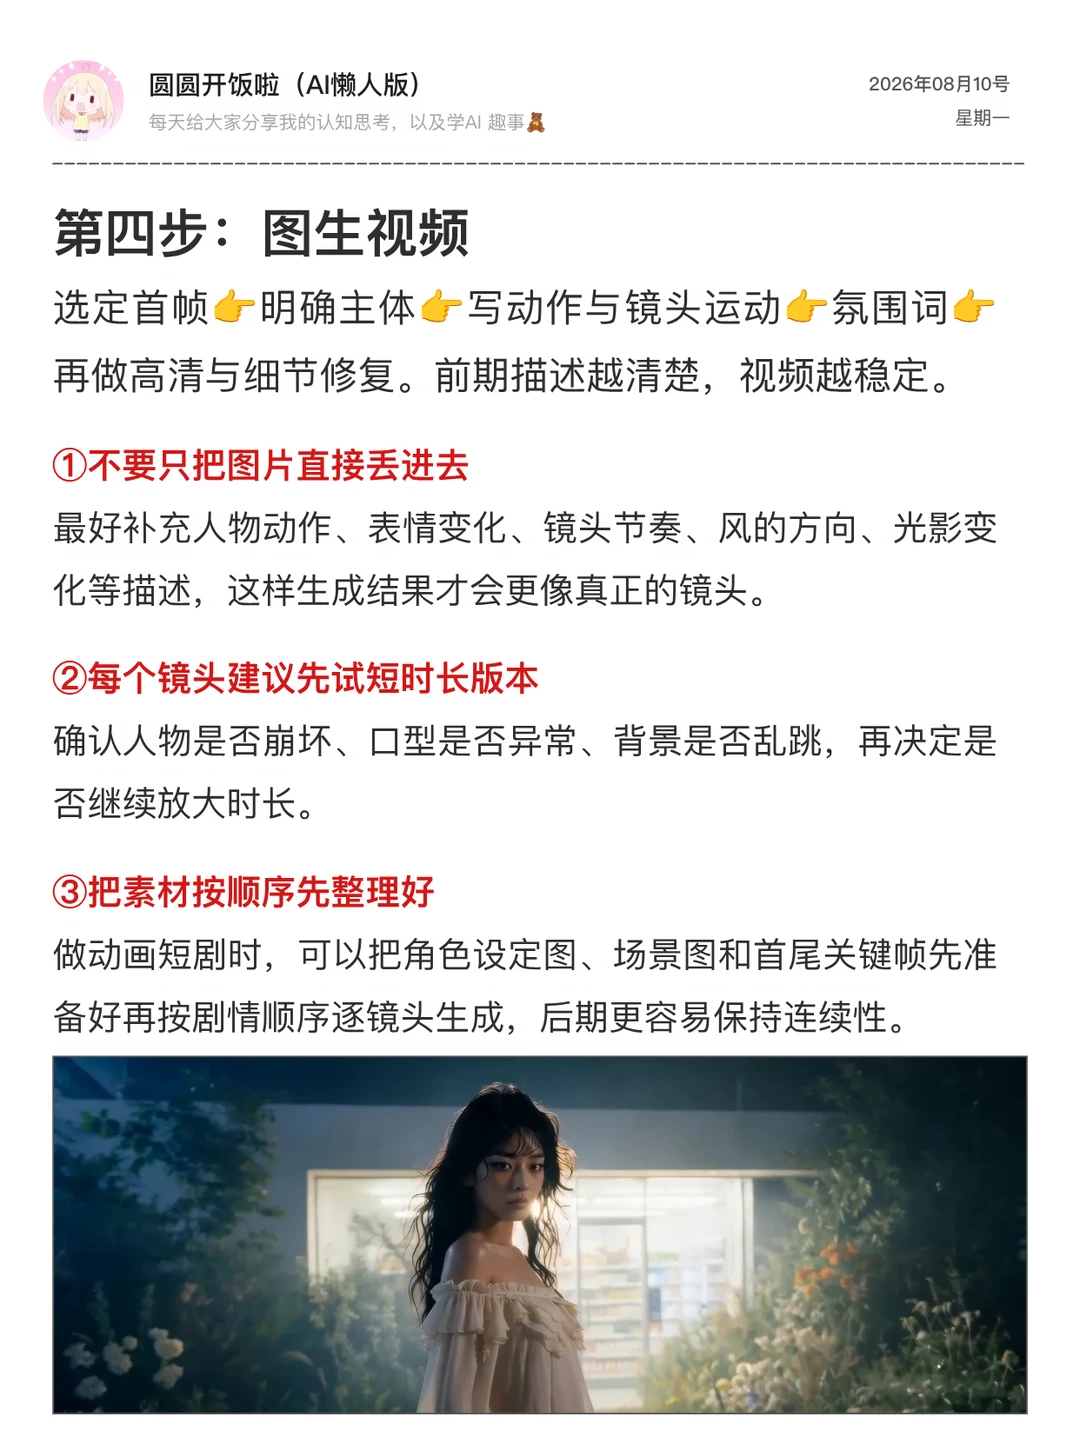 圆圆开饭啦（AI懒人版）
2026年08月10号
每天给大家分享我的认知思考，以及学AI 趣事🧸
星期一
第四步：图生视频
选定首帧👉明确主体👉写动作与镜头运动👉氛围词👉
再做高清与细节修复。前期描述越清楚，视频越稳定。
①不要只把图片直接丢进去
最好补充人物动作、表情变化、镜头节奏、风的方向、光影变
化等描述，这样生成结果才会更像真正的镜头。
②每个镜头建议先试短时长版本
确认人物是否崩坏、口型是否异常、背景是否乱跳，再决定是
否继续放大时长。
③把素材按顺序先整理好
做动画短剧时，可以把角色设定图、场景图和首尾关键帧先准
备好再按剧情顺序逐镜头生成，后期更容易保持连续性。